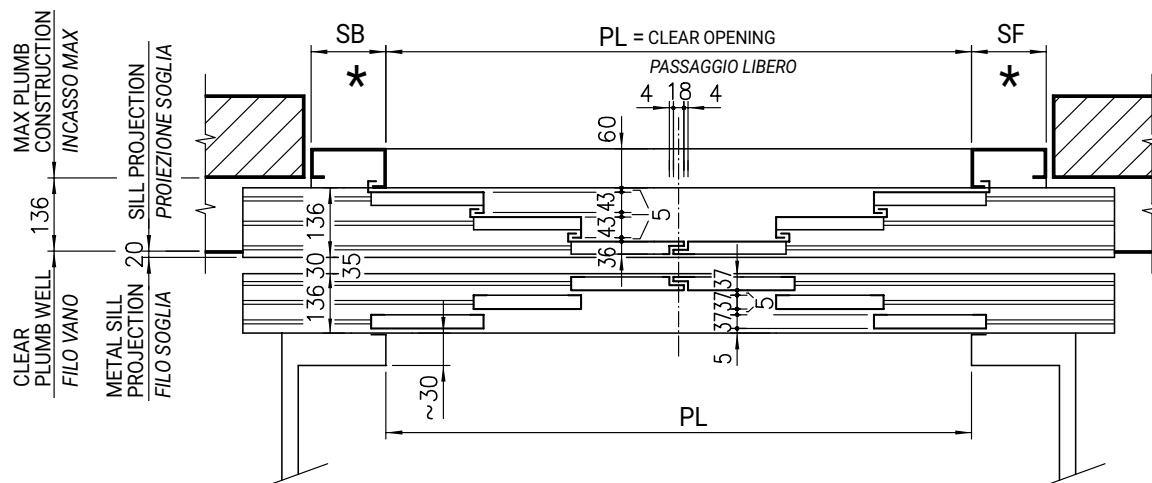 SB
PL = CLEAR OPENING
PASSAGGIO LIBERO
SF
*
*
4 18 4
60
MAX PLUMB
CONSTRUCTION
INCASSO MAX
SILL PROJECTION
PROIEZIONE SOGLIA
136
20
CLEAR
PLUMB WELL
FILO VANO
METAL SILL
PROJECTION
FILO SOGLIA
136
30
35
136
43
43
5
36
37
37
37
5
5
~30
PL